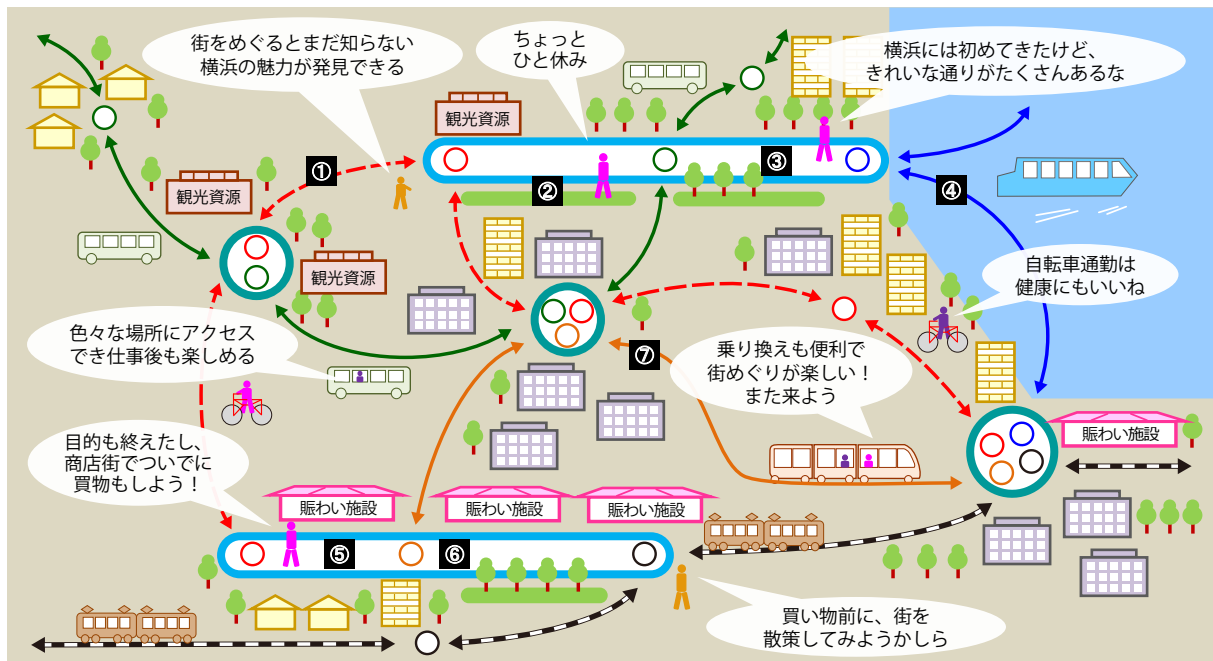 街をめぐるとまだ知らない
横浜の魅力が発見できる
ちょっと
ひと休み
横浜には初めてきたけど、
きれいな通りがたくさんあるな
観光資源
①
③
②
④
観光資源
観光資源
自転車通勤は
健康にもいいね
色々な場所にアクセス
でき仕事後も楽しめる
⑦
乗り換えも便利で
街めぐりが楽しい！
また来よう
目的も終えたし、
商店街でついでに
買物もしよう！
賑わい施設
賑わい施設
賑わい施設
賑わい施設
⑤
⑥
買い物前に、街を
散策してみようかしら